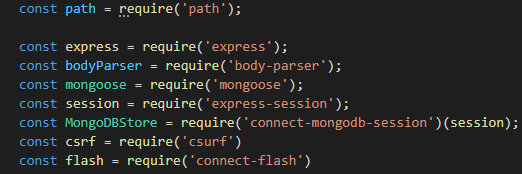 const path = require('path');
const express = require('express');
const bodyParser = require('body-parser');
const mongoose = require('mongoose');
const session = require('express-session');
const MongoDBStore = require('connect-mongodb-session')(session);
const csrf = require('csurf')
const flash = require('connect-flash')